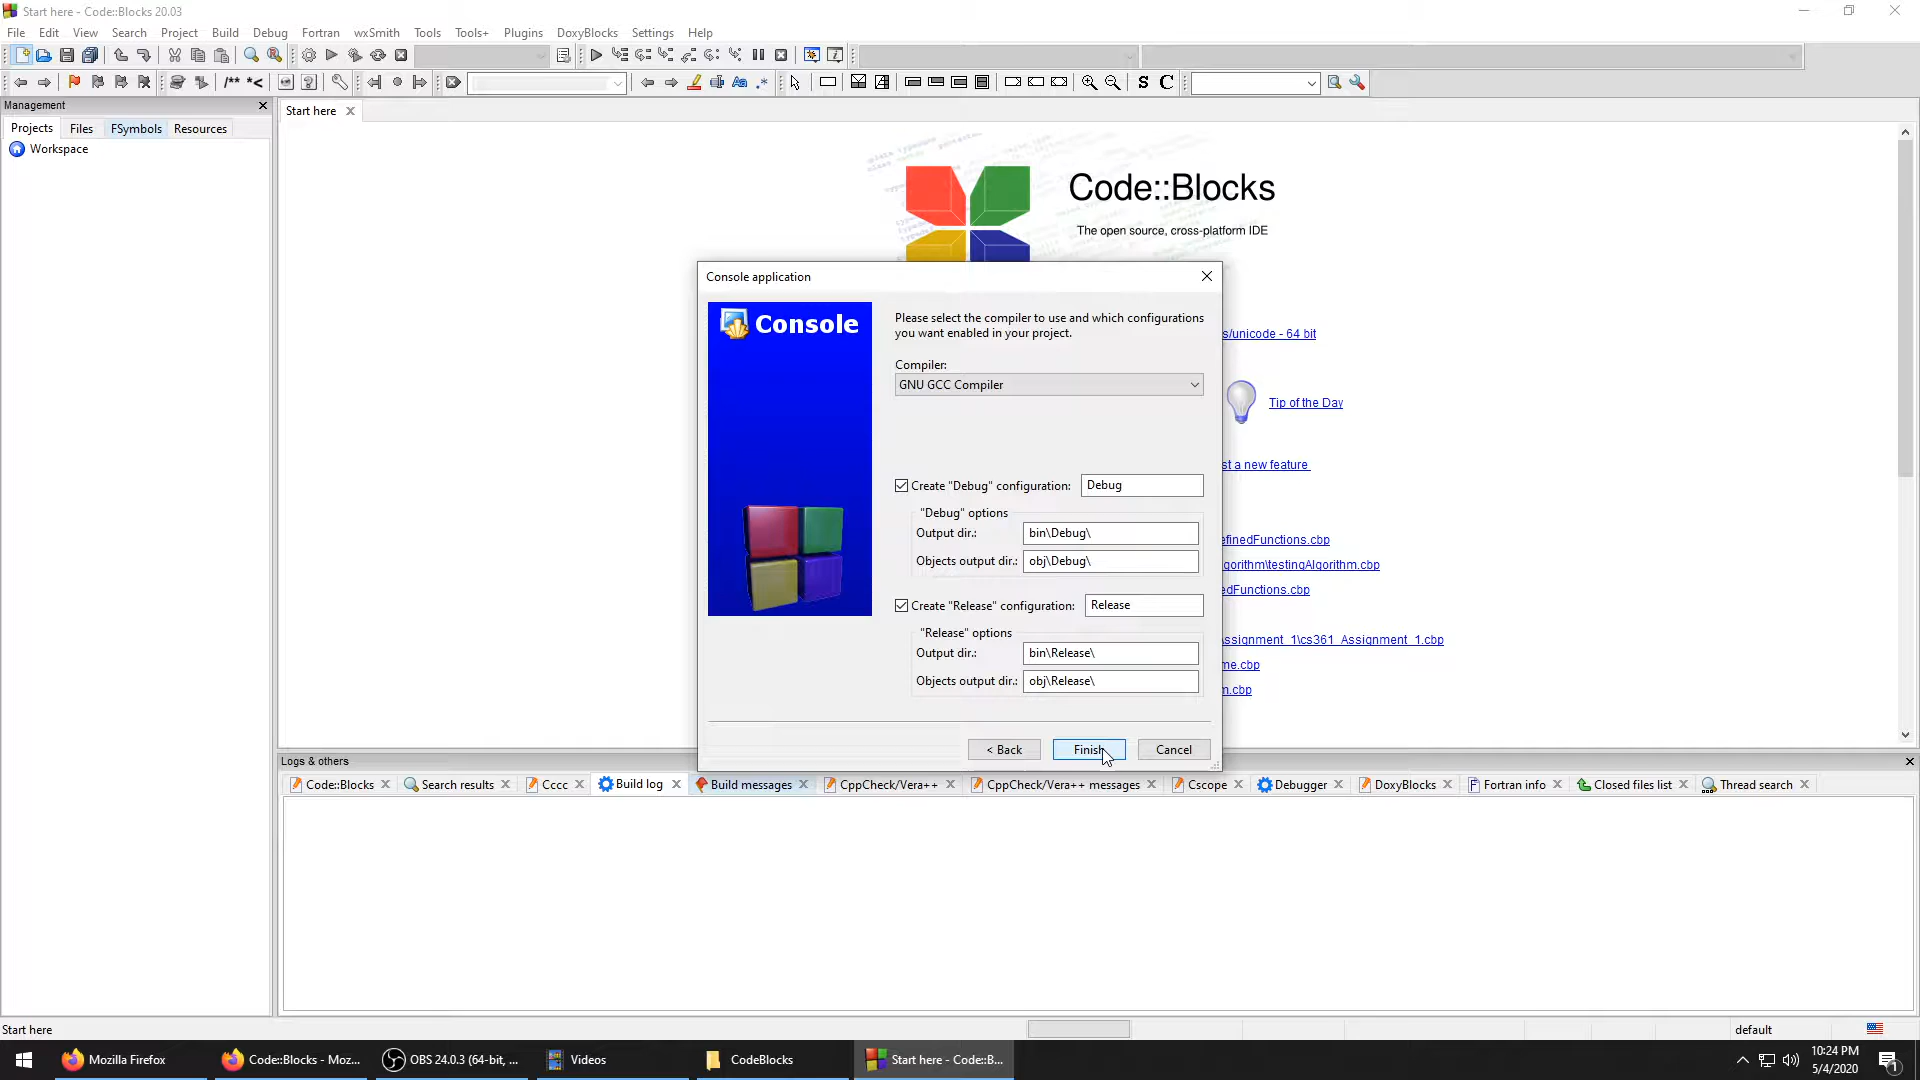 Start here - Code::Blocks 20.03
File Edit View Search Project Build Debug Fortran wxSmith Tools Tools+ Plugins DoxyBlocks Settings Help
/** *<
Aa .*
S C
Management
Start here
Projects Files FSymbols Resources
Workspace
Code::Blocks
The open source, cross-platform IDE
Console application
Console
Please select the compiler to use and which configurations
you want enabled in your project.
s/unicode - 64 bit
Compiler:
GNU GCC Compiler
Tip of the Day
st a new feature
Create "Debug" configuration: Debug
"Debug" options
Output dir.: bin\Debug\
efinedFunctions.cbp
Objects output dir.: obj\Debug\
gorithm\testingAlgorithm.cbp
edFunctions.cbp
Create "Release" configuration: Release
"Release" options
ssignment_1\cs361_Assignment_1.cbp
Output dir.: bin\Release\
me.cbp
Objects output dir.: obj\Release\
m.cbp
< Back Finish Cancel
Logs & others
Code::Blocks Search results Cccc Build log Build messages CppCheck/Vera++ CppCheck/Vera++ messages Cscope Debugger DoxyBlocks Fortran info Closed files list Thread search
Start here default
Mozilla Firefox Code::Blocks - Moz... OBS 24.0.3 (64-bit, ... Videos CodeBlocks Start here - Code::B...
10:24 PM
5/4/2020
1